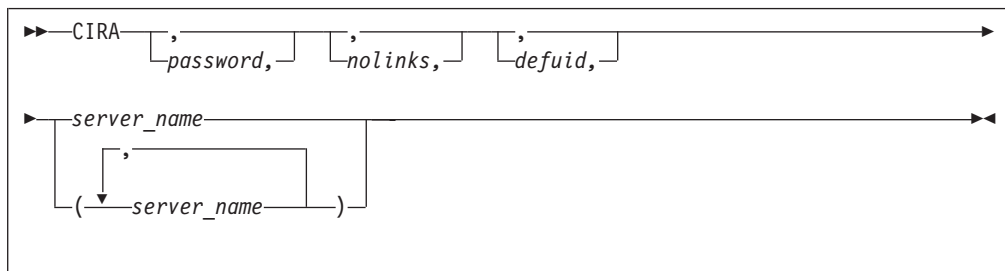 CIRA , , ,
password, nolinks, defuid,
server_name
,
( server_name )